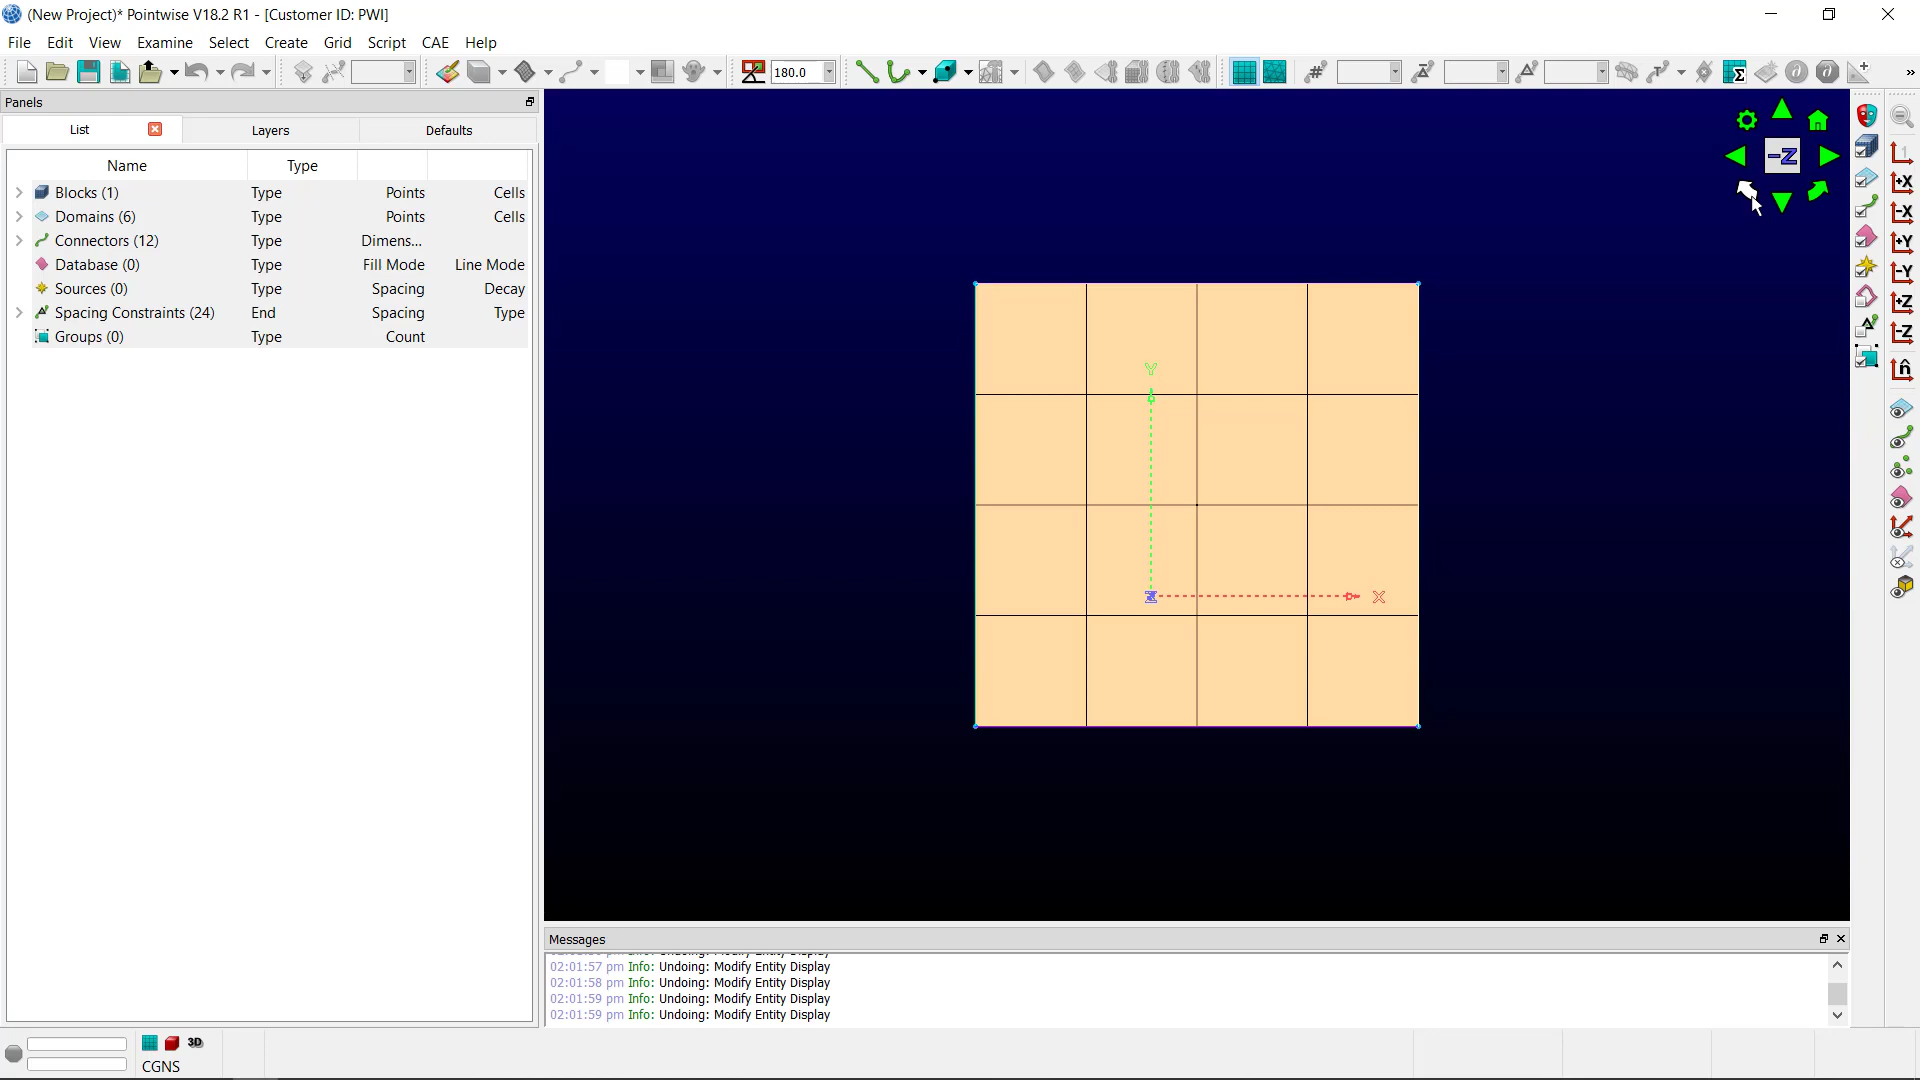 (New Project)* Pointwise V18.2 R1 - [Customer ID: PWI]
File Edit View Examine Select Create Grid Script CAE Help
180.0
»
Panels
List Layers Defaults
Name Type
Blocks (1) Type Points Cells
Domains (6) Type Points Cells
Connectors (12) Type Dimens...
Database (0) Type Fill Mode Line Mode
Sources (0) Type Spacing Decay
Spacing Constraints (24) End Spacing Type
Groups (0) Type Count
-Z
1
+X
-X
+Y
-Y
+Z
-Z
n̂
Y
Z
X
Messages
02:01:57 pm Info: Undoing: Modify Entity Display
02:01:58 pm Info: Undoing: Modify Entity Display
02:01:59 pm Info: Undoing: Modify Entity Display
02:01:59 pm Info: Undoing: Modify Entity Display
3D
CGNS